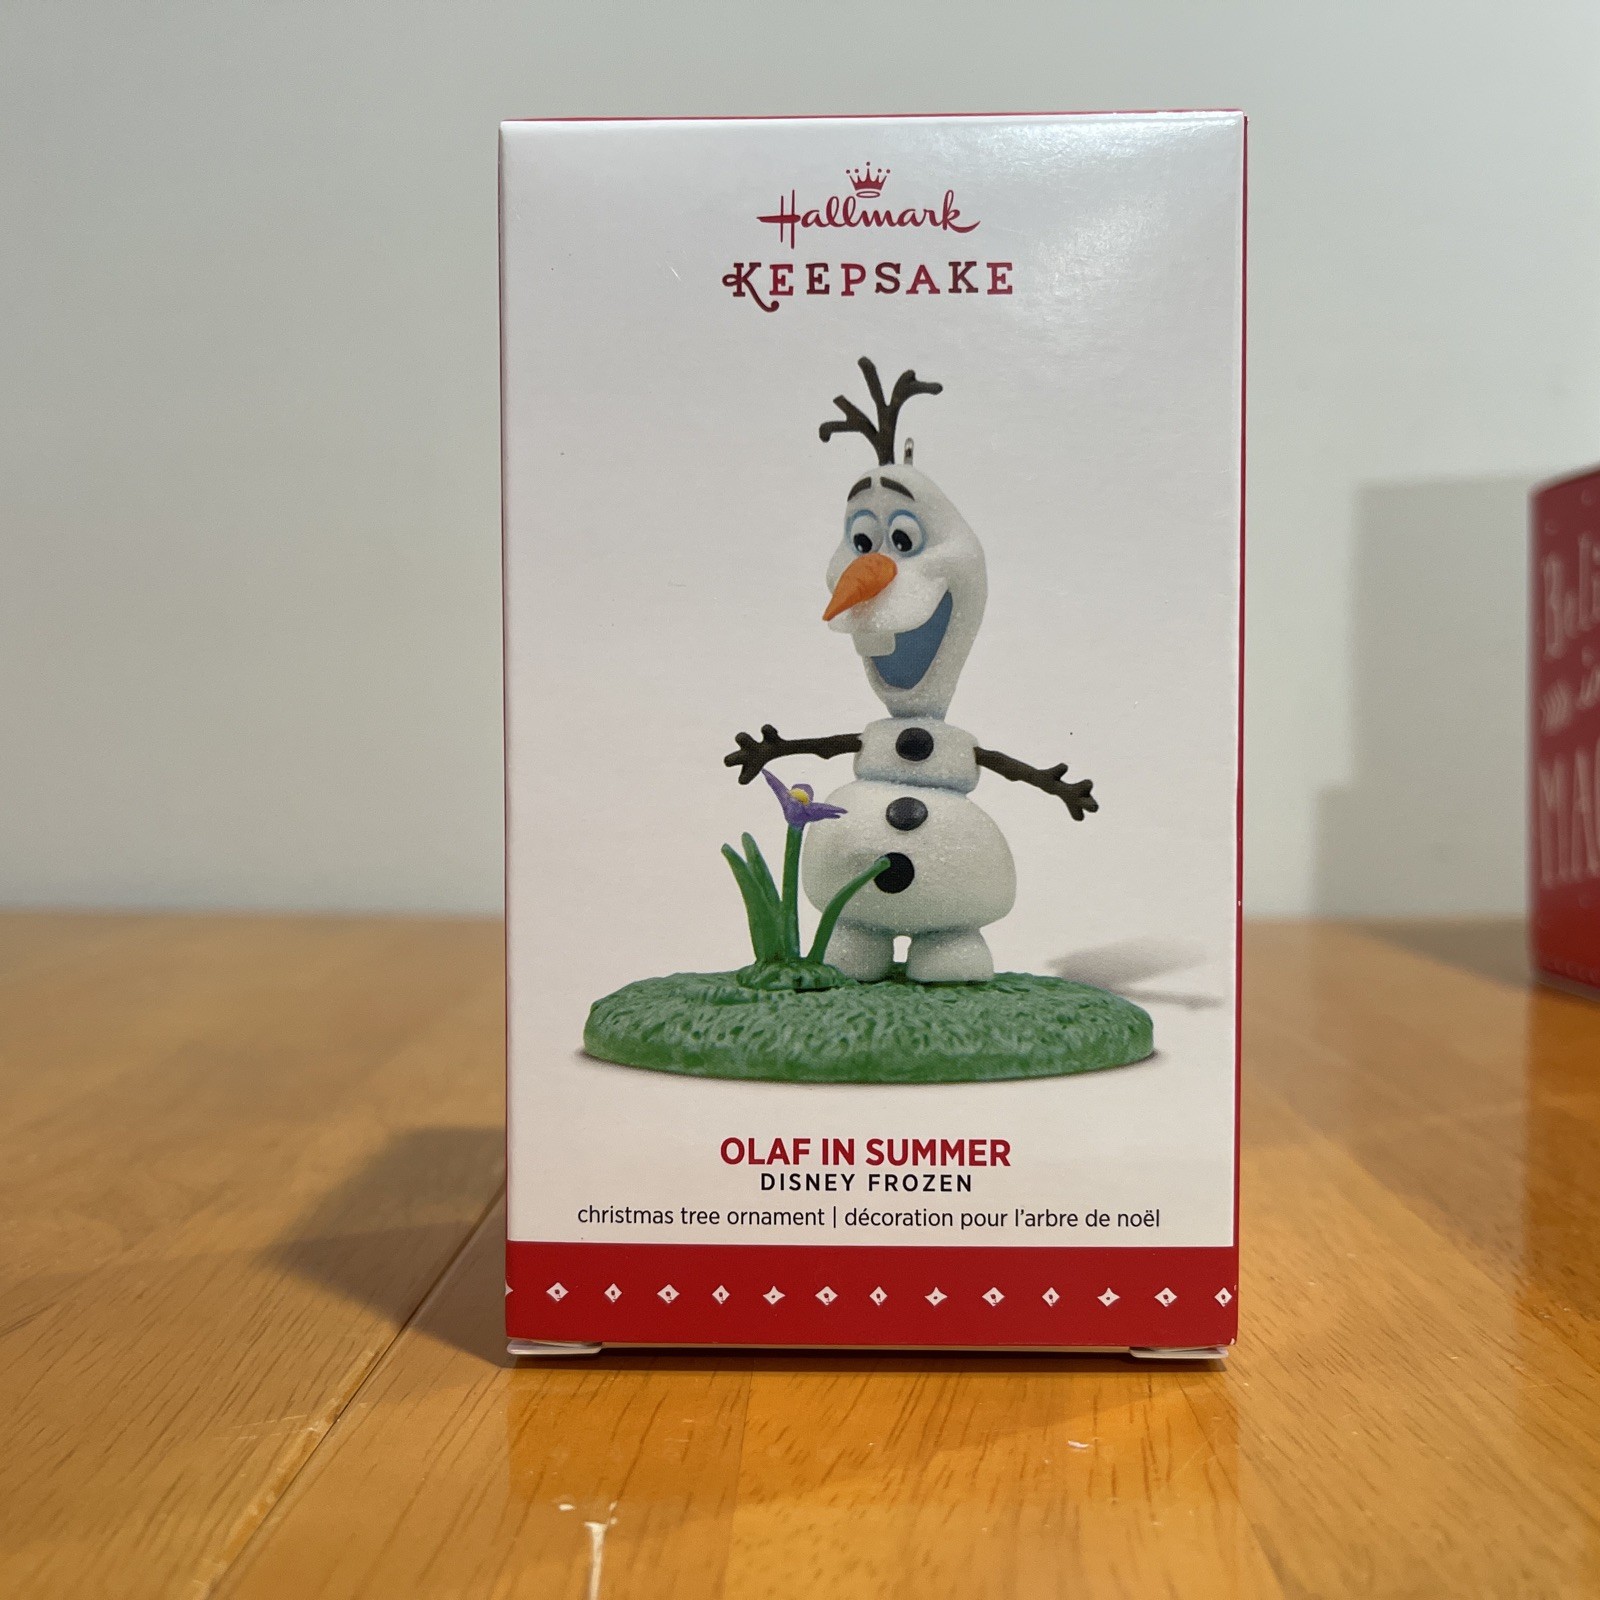 Hallmark
KEEPSAKE
OLAF IN SUMMER
DISNEY FROZEN
christmas tree ornament | décoration pour l'arbre de noël